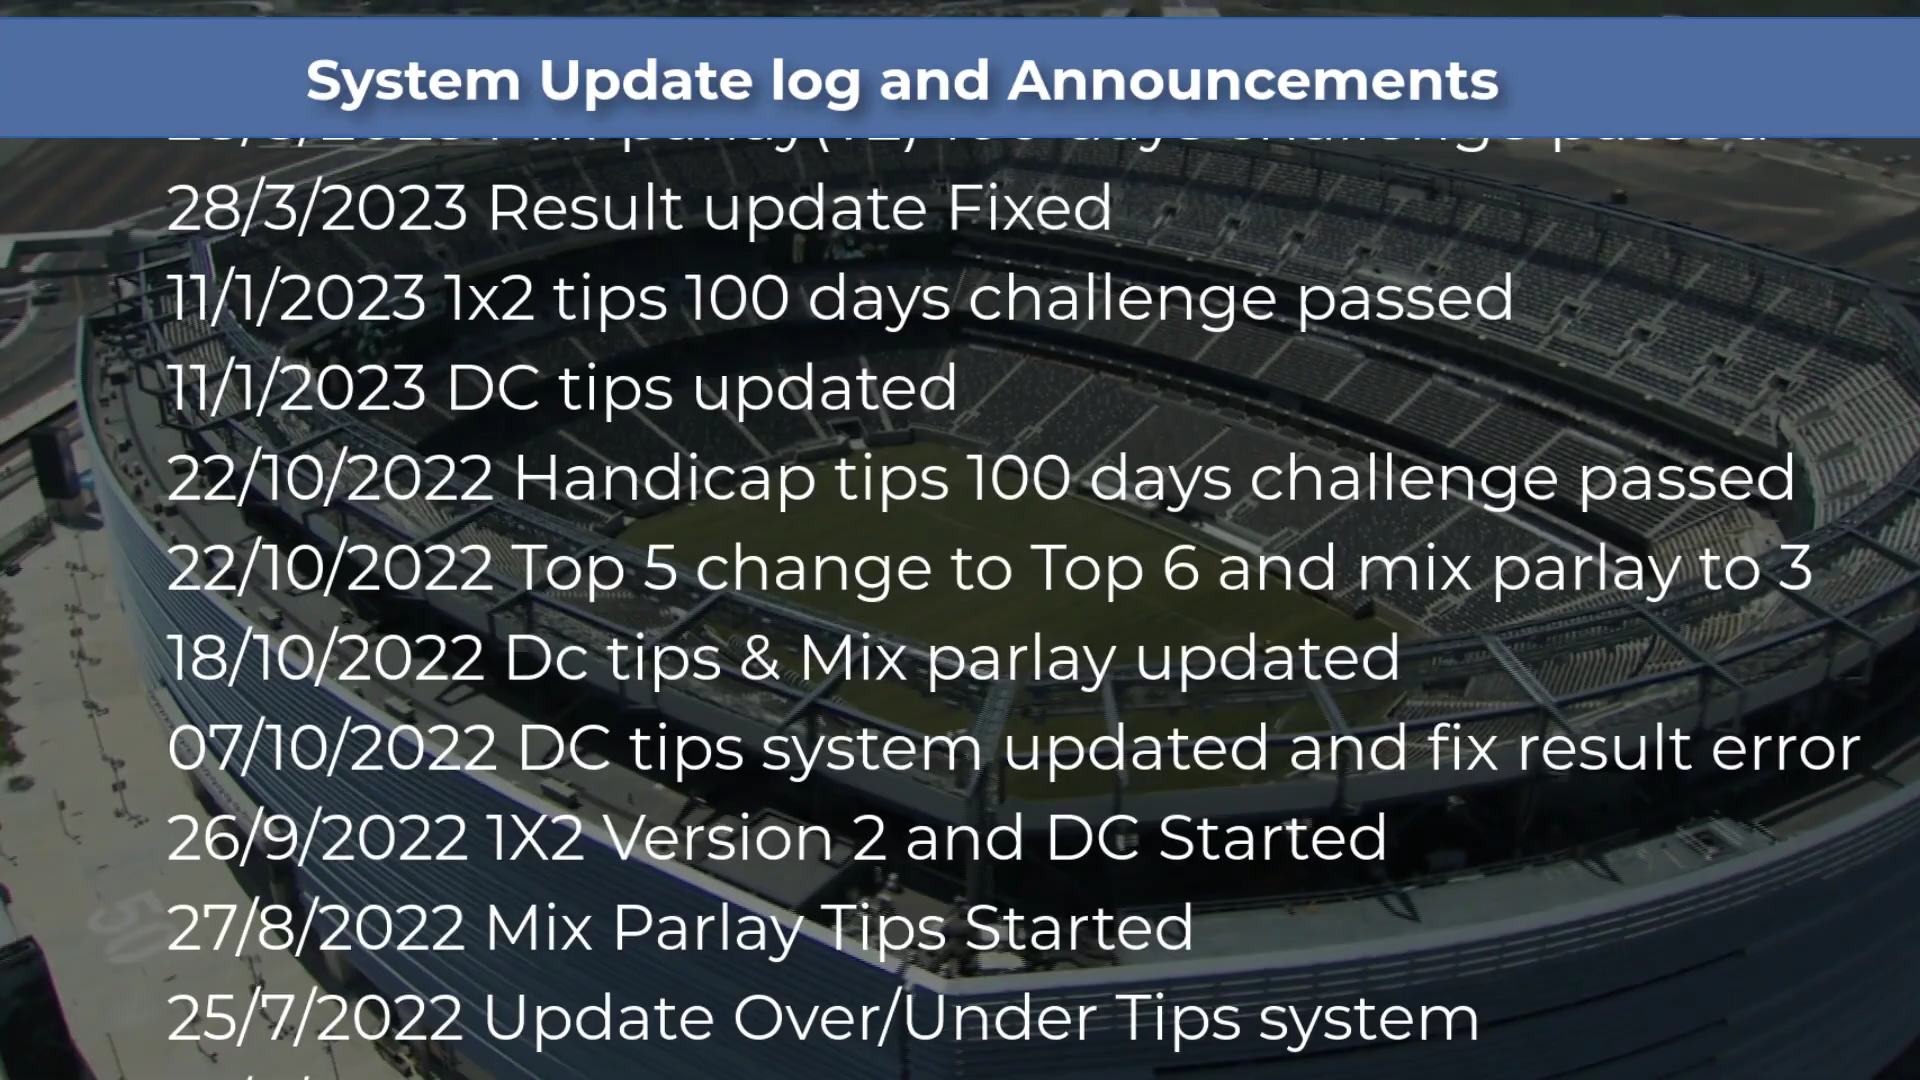 System Update log and Announcements
28/3/2023 Result update Fixed
11/1/2023 1x2 tips 100 days challenge passed
11/1/2023 DC tips updated
22/10/2022 Handicap tips 100 days challenge passed
22/10/2022 Top 5 change to Top 6 and mix parlay to 3
18/10/2022 Dc tips & Mix parlay updated
07/10/2022 DC tips system updated and fix result error
26/9/2022 1X2 Version 2 and DC Started
27/8/2022 Mix Parlay Tips Started
25/7/2022 Update Over/Under Tips system